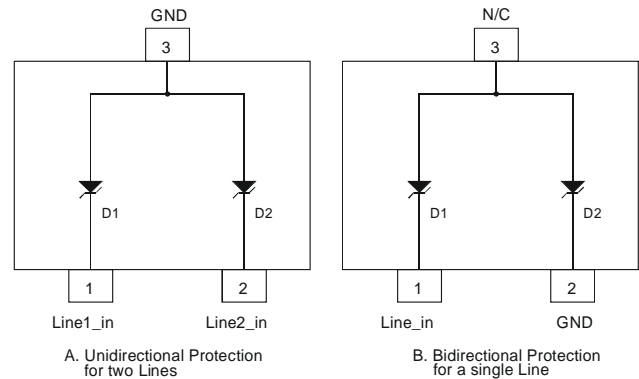 GND
N/C
3
3
D1
D2
D1
D2
1
2
1
2
Line1_in
Line2_in
Line_in
GND
A. Unidirectional Protection
for two Lines
B. Bidirectional Protection
for a single Line